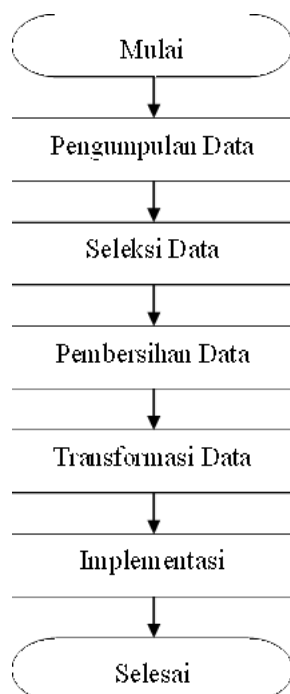 Mulai
Pengumpulan Data
Seleksi Data
Pembersihan Data
Transformasi Data
Implementasi
Selesai